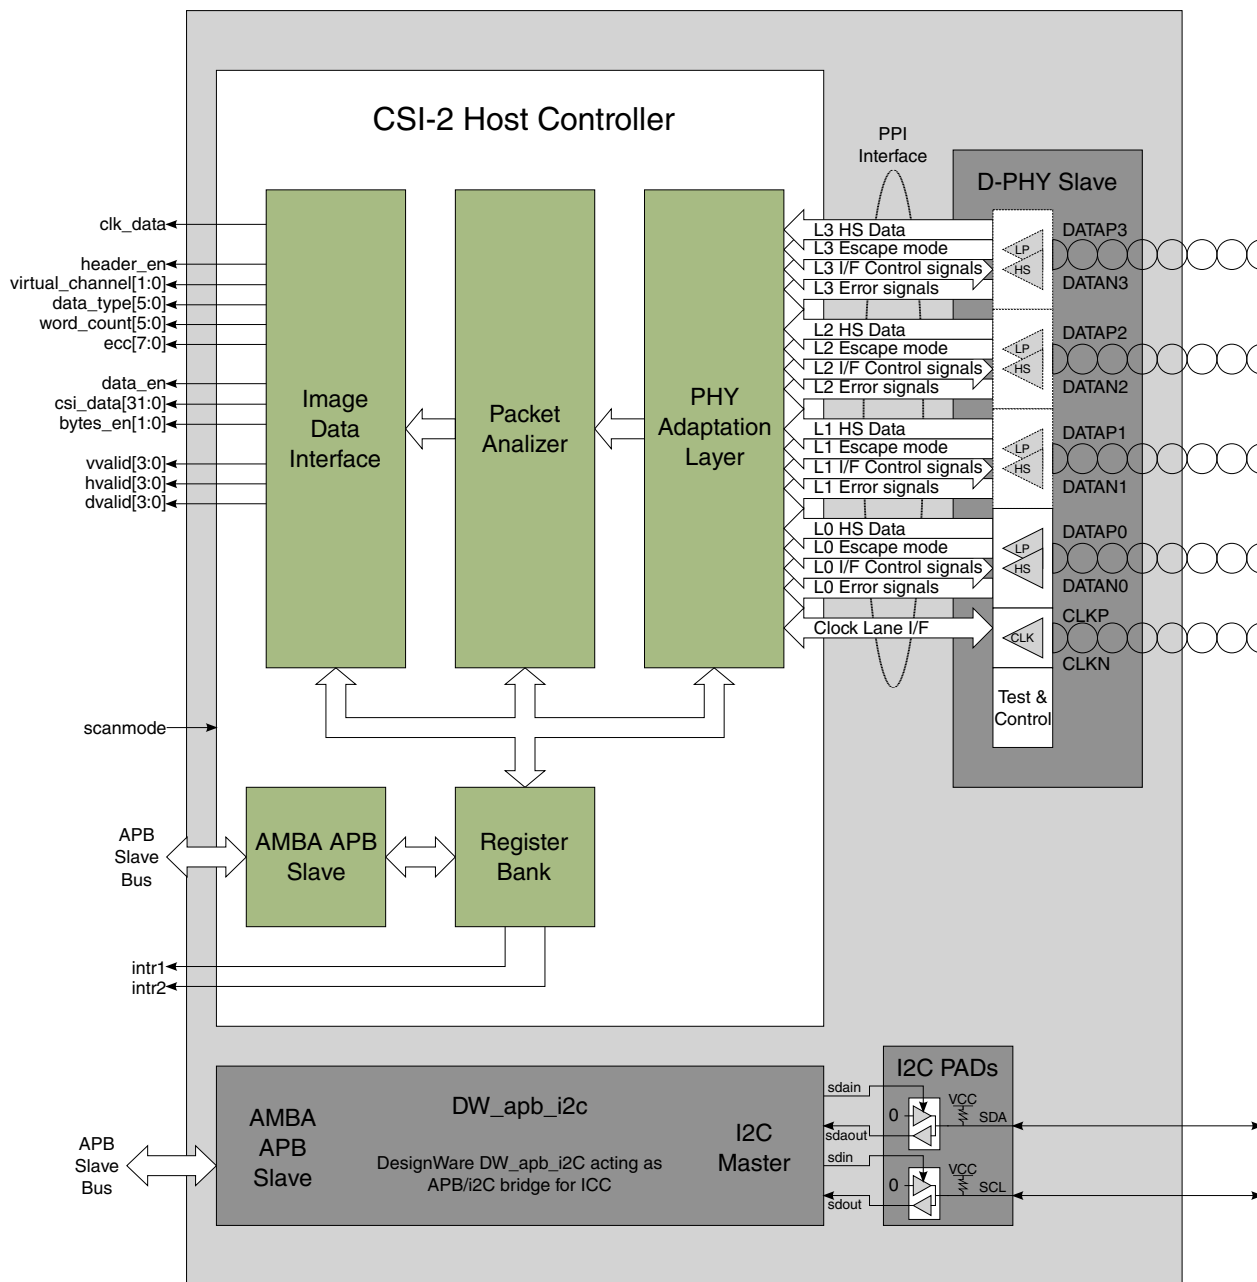 CSI-2 Host Controller
PPI
Interface
D-PHY Slave
clk_data
header_en
virtual_channel[1:0]
data_type[5:0]
word_count[5:0]
ecc[7:0]
data_en
csi_data[31:0]
bytes_en[1:0]
vvalid[3:0]
hvalid[3:0]
dvalid[3:0]
Image
Data
Interface
Packet
Analizer
PHY
Adaptation
Layer
L3 HS Data
L3 Escape mode
L3 I/F Control signals
L3 Error signals
L2 HS Data
L2 Escape mode
L2 I/F Control signals
L2 Error signals
L1 HS Data
L1 Escape mode
L1 I/F Control signals
L1 Error signals
L0 HS Data
L0 Escape mode
L0 I/F Control signals
L0 Error signals
Clock Lane I/F
LP
HS
LP
HS
LP
HS
LP
HS
CLK
DATAP3
DATAN3
DATAP2
DATAN2
DATAP1
DATAN1
DATAP0
DATAN0
CLKP
CLKN
Test &
Control
scanmode
APB
Slave
Bus
AMBA APB
Slave
Register
Bank
intr1
intr2
APB
Slave
Bus
AMBA
APB
Slave
DW_apb_i2c
DesignWare DW_apb_i2C acting as
APB/i2C bridge for ICC
I2C
Master
sdain
sdaout
sdin
sdout
I2C PADs
0
VCC
SDA
0
VCC
SCL